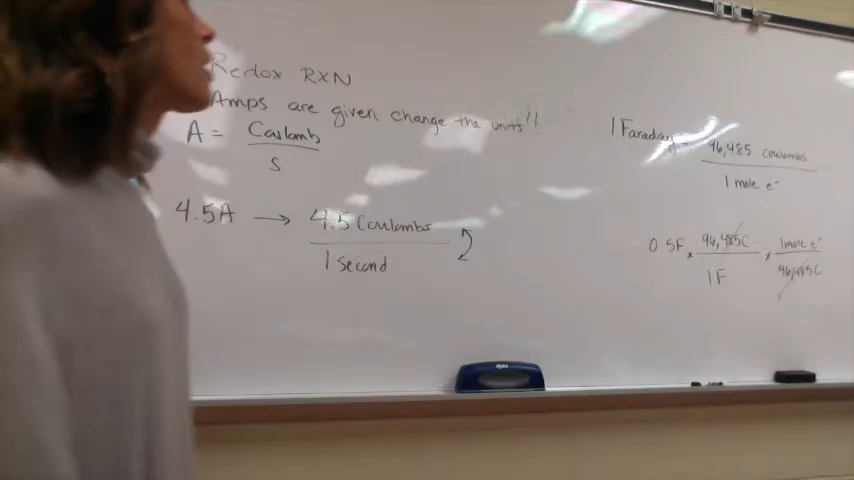 Redox RXN
Amps are given change the units!!
A = Coulomb
S
4.5A → 4.5 Coulombs
1 Second
1 Faraday = 96,485 coulombs
1 mole e⁻
0.5F × 96,485C × 1mole e⁻
1F 96,485C
expo